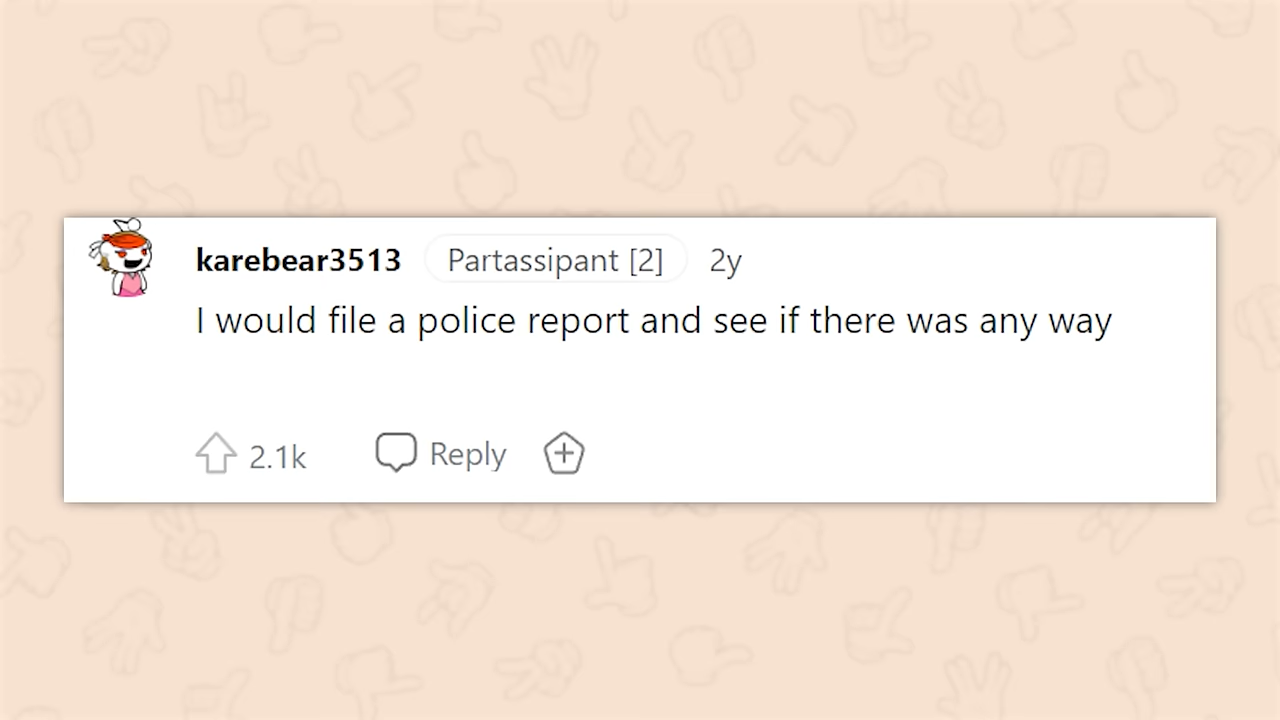 karebear3513 Partassipant [2] 2y
I would file a police report and see if there was any way
2.1k Reply